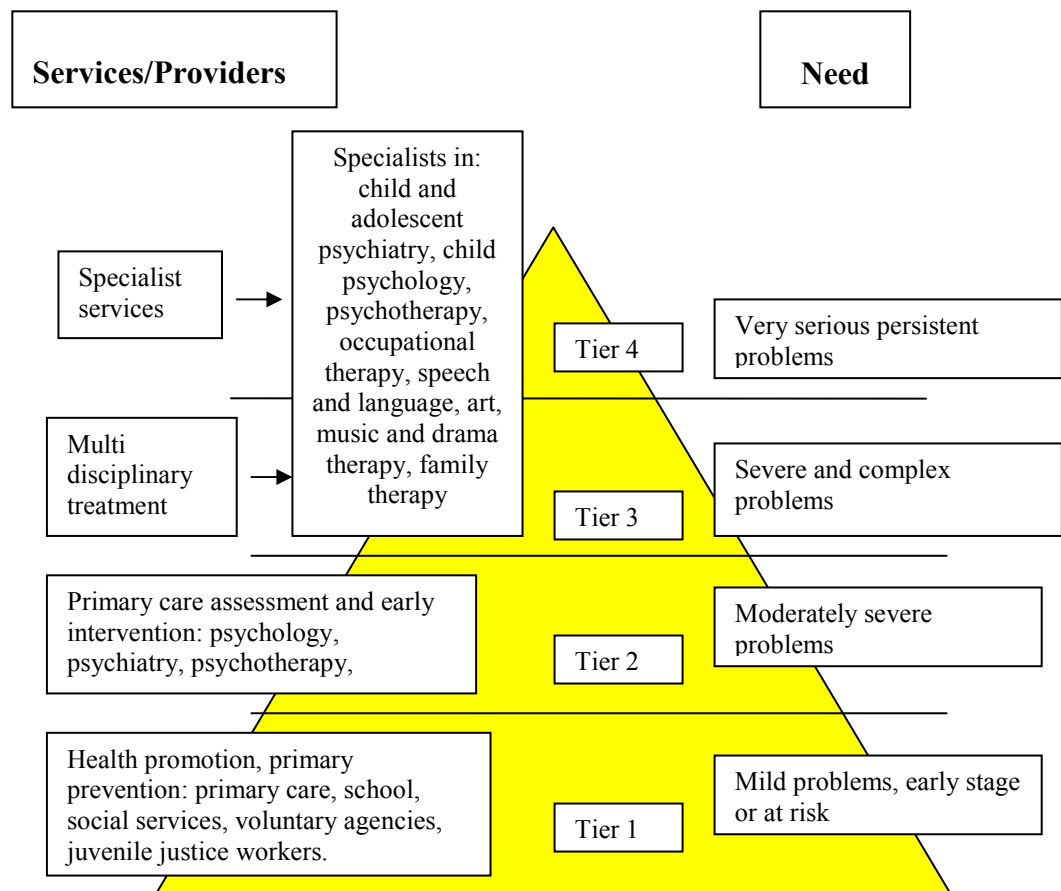 Services/Providers
Need
Specialists in:
child and
adolescent
psychiatry, child
psychology,
psychotherapy,
occupational
therapy, speech
and language, art,
music and drama
therapy, family
therapy
Specialist
services
Tier 4
Very serious persistent
problems
Multi
disciplinary
treatment
Tier 3
Severe and complex
problems
Primary care assessment and early
intervention: psychology,
psychiatry, psychotherapy,
Tier 2
Moderately severe
problems
Health promotion, primary
prevention: primary care, school,
social services, voluntary agencies,
juvenile justice workers.
Tier 1
Mild problems, early stage
or at risk